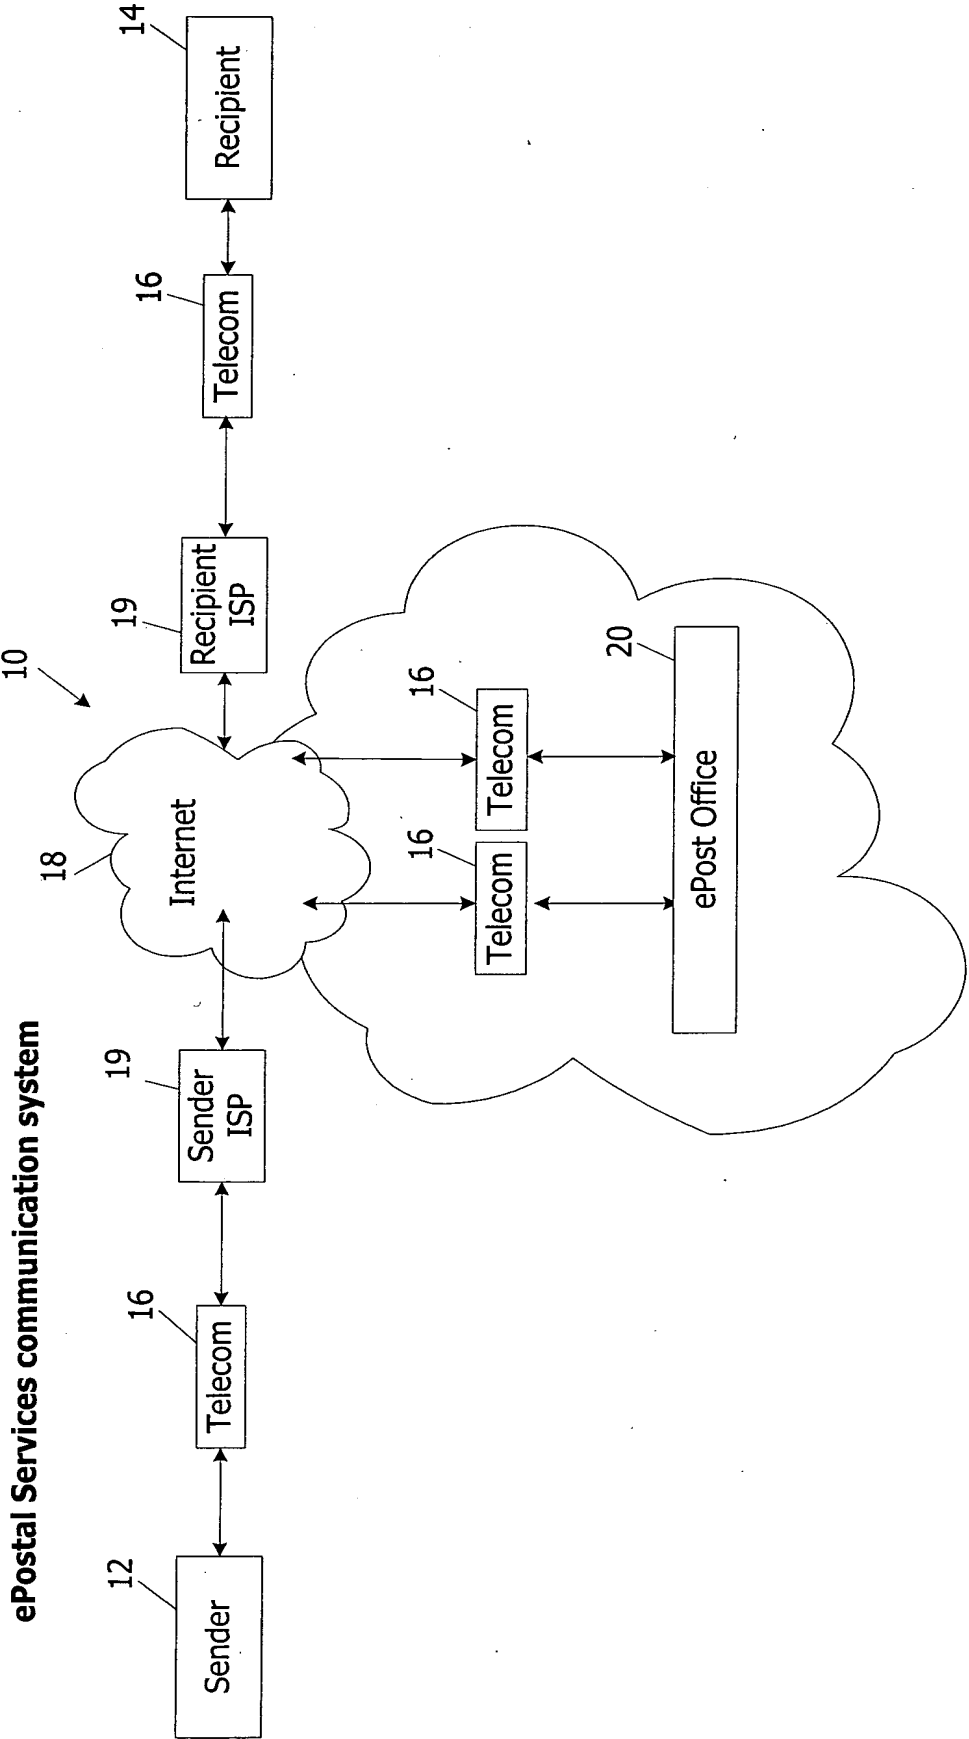 ePostal Services communication system
10
12
Sender
16
Telecom
19
Sender
ISP
18
Internet
19
Recipient
ISP
16
Telecom
14
Recipient
16
Telecom
16
Telecom
20
ePost Office